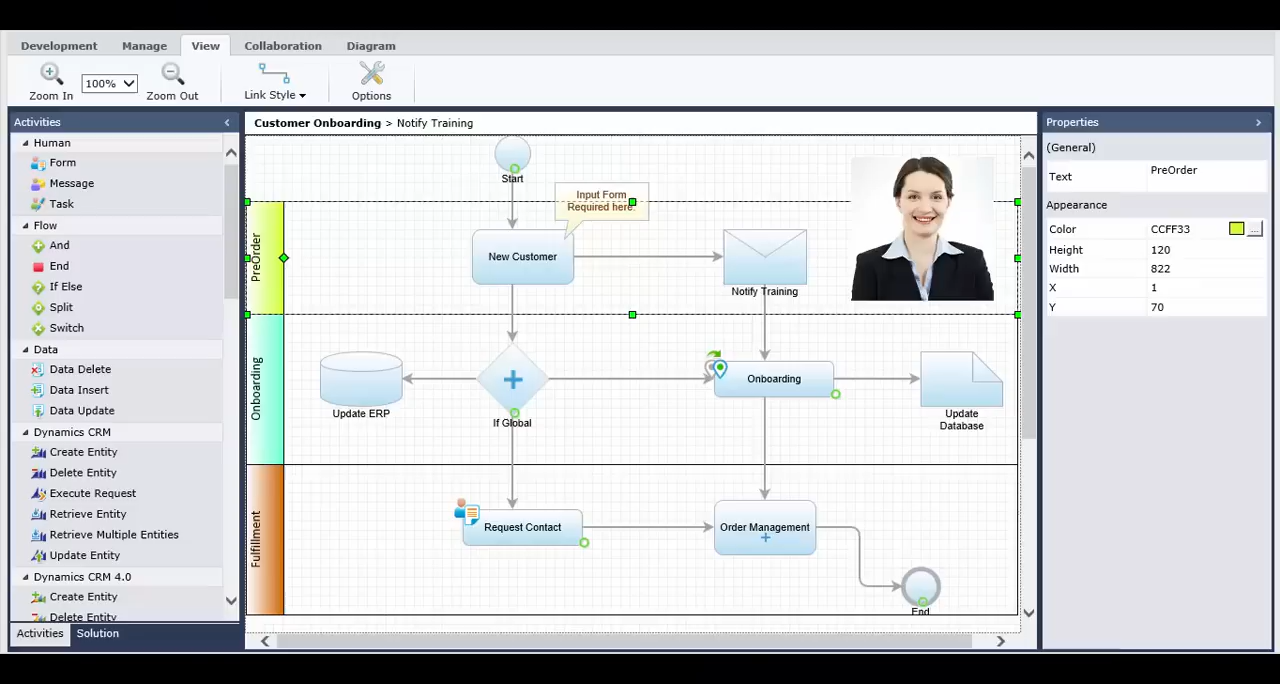 Development Manage View Collaboration Diagram
Zoom In 100% Zoom Out Link Style Options
Activities
Human
Form
Message
Task
Flow
And
End
If Else
Split
Switch
Data
Data Delete
Data Insert
Data Update
Dynamics CRM
Create Entity
Delete Entity
Execute Request
Retrieve Entity
Retrieve Multiple Entities
Update Entity
Dynamics CRM 4.0
Create Entity
Delete Entity
Activities Solution
Customer Onboarding > Notify Training
Start
Input Form
Required here.
PreOrder
New Customer
Notify Training
Onboarding
Update ERP
If Global
Onboarding
Update
Database
Fulfillment
Request Contact
Order Management
End
Properties
(General)
Text PreOrder
Appearance
Color CCFF33 ...
Height 120
Width 822
X 1
Y 70